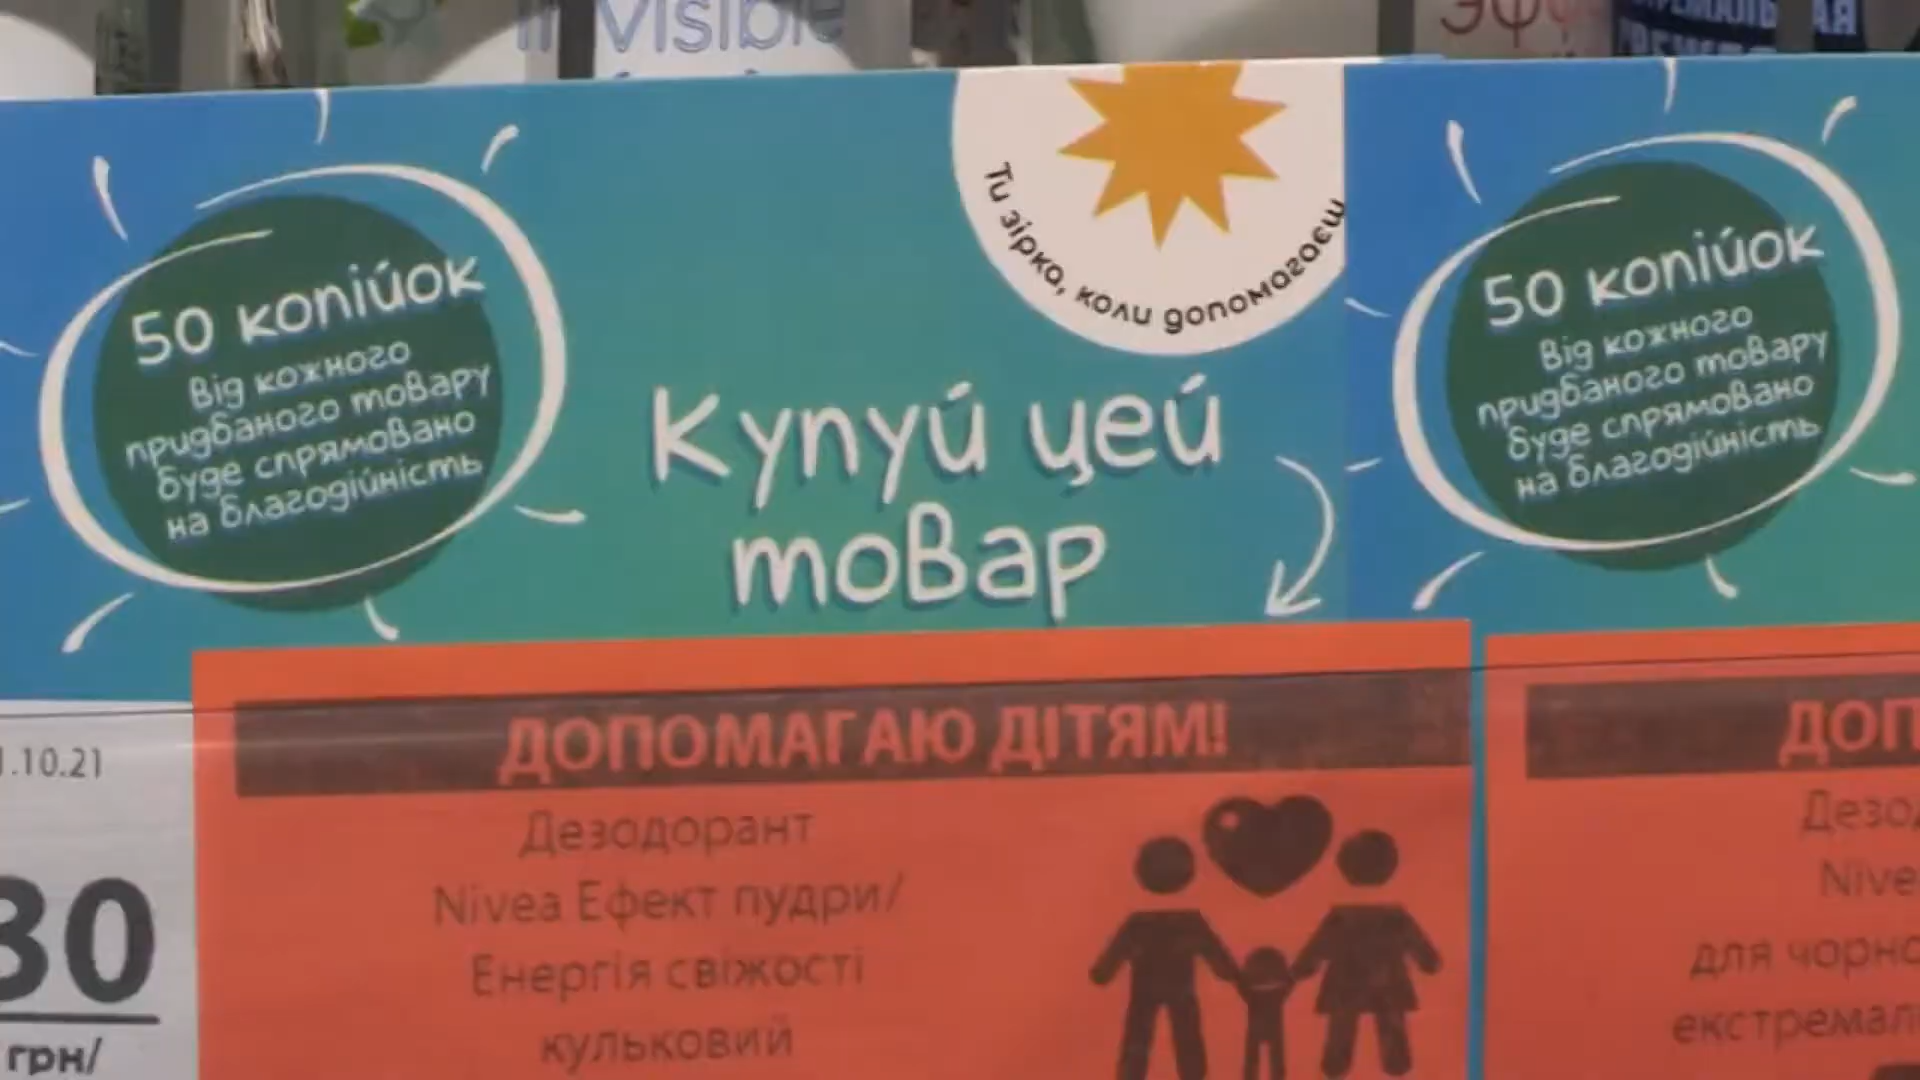 invisible
50 копійок
від кожного
придбаного товару
буде спрямовано
на благодійність
Ти зірка, коли допомагаєш
Купуй цей
товар
50 копійок
від кожного
придбаного товару
буде спрямовано
на благодійність
.10.21
30
грн/
ДОПОМАГАЮ ДІТЯМ!
Дезодорант
Nivea Ефект пудри/
Енергія свіжості
кульковий
ДОП
Дезод
Nive
для чорно
екстремал